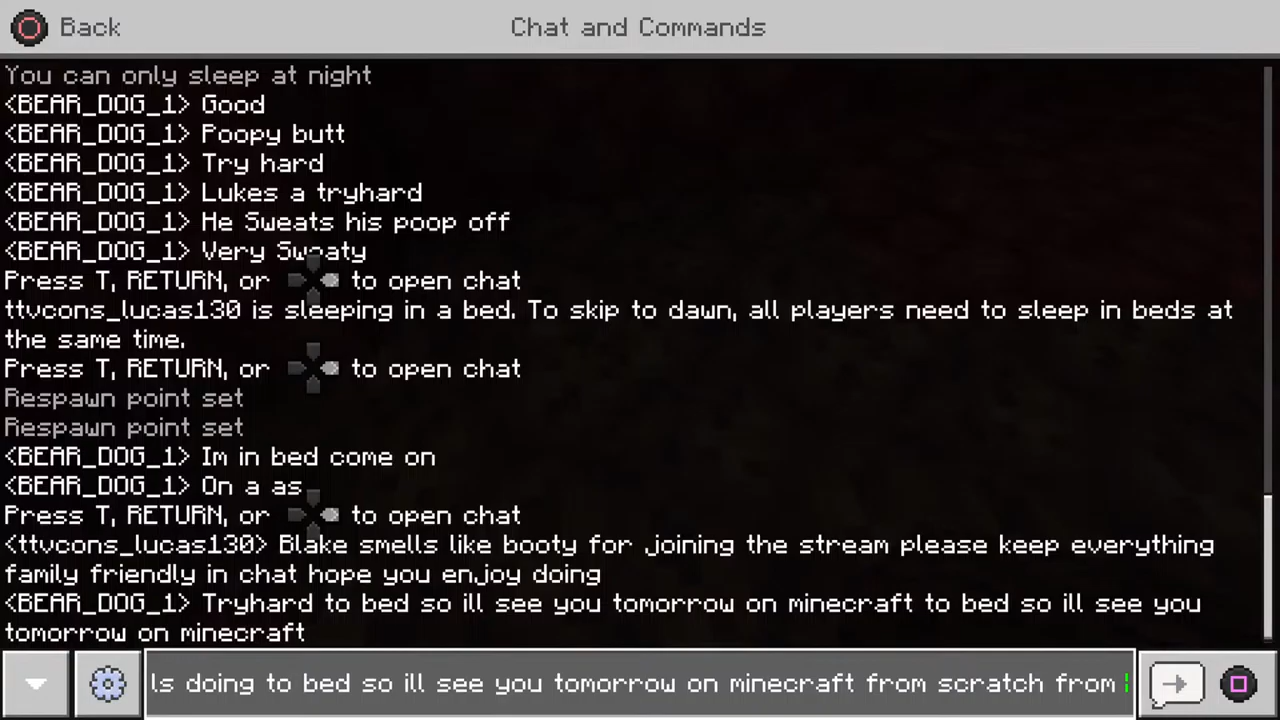 Back
Chat and Commands
You can only sleep at night
<BEAR_DOG_1> Good
<BEAR_DOG_1> Poopy butt
<BEAR_DOG_1> Try hard
<BEAR_DOG_1> Lukes a tryhard
<BEAR_DOG_1> He Sweats his poop off
<BEAR_DOG_1> Very Sweaty
Press T, RETURN, or to open chat
ttvcons_lucas130 is sleeping in a bed. To skip to dawn, all players need to sleep in beds at
the same time.
Press T, RETURN, or to open chat
Respawn point set
Respawn point set
<BEAR_DOG_1> Im in bed come on
<BEAR_DOG_1> On a as
Press T, RETURN, or to open chat
<ttvcons_lucas130> Blake smells like booty for joining the stream please keep everything
family friendly in chat hope you enjoy doing
<BEAR_DOG_1> Tryhard to bed so ill see you tomorrow on minecraft to bed so ill see you
tomorrow on minecraft
ls doing to bed so ill see you tomorrow on minecraft from scratch from